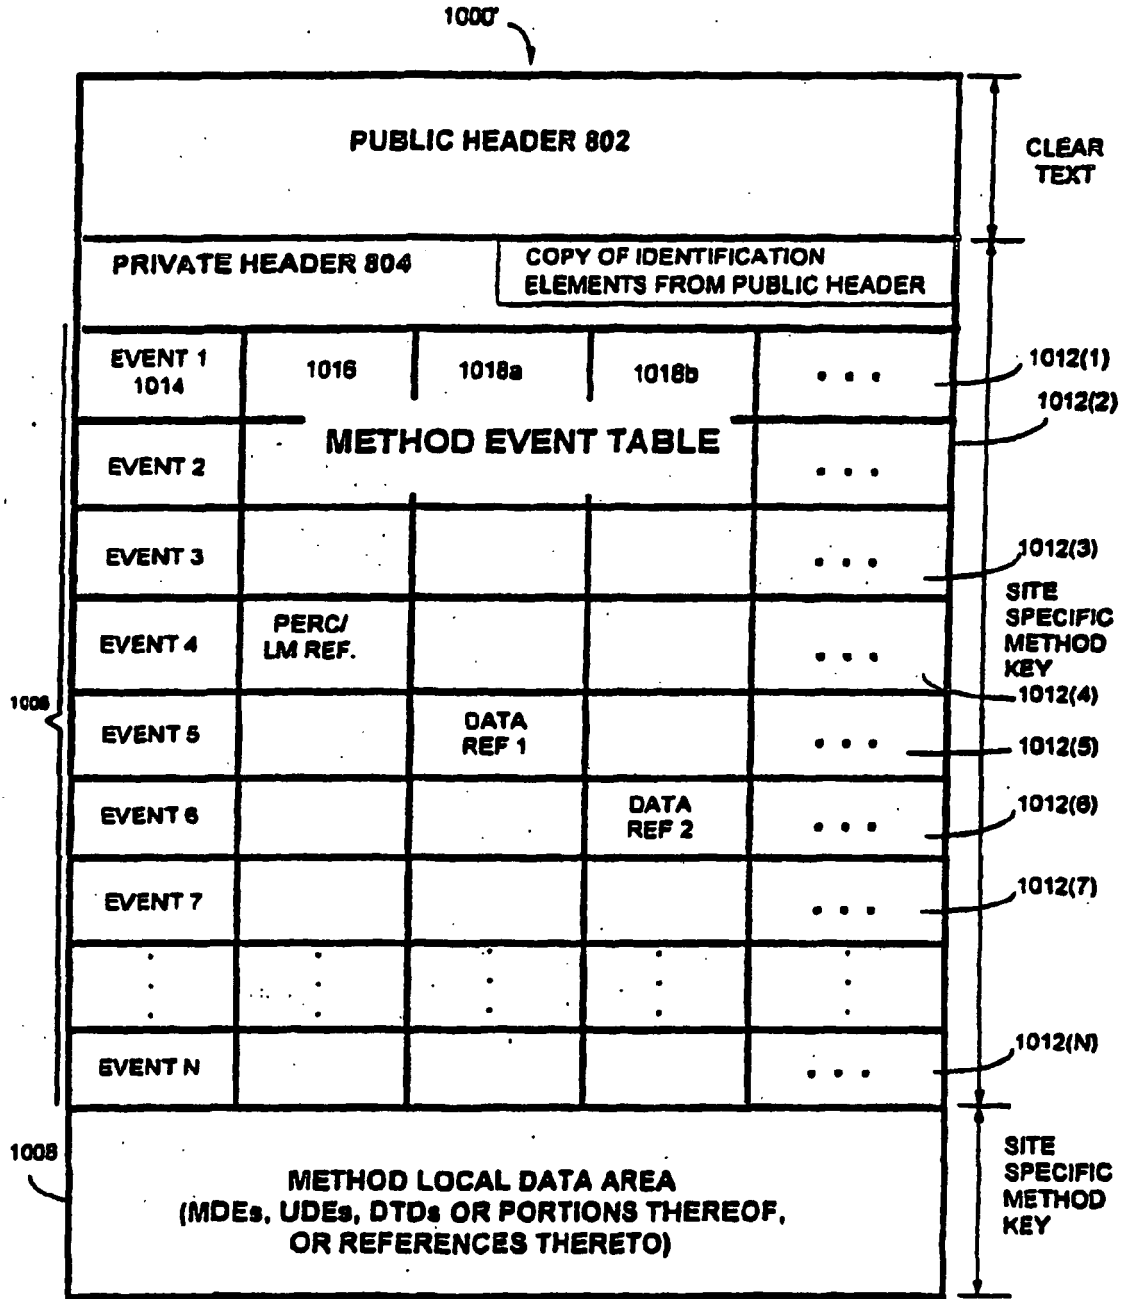 1000'
PUBLIC HEADER 802
CLEAR
TEXT
PRIVATE HEADER 804
COPY OF IDENTIFICATION
ELEMENTS FROM PUBLIC HEADER
EVENT 1
1014
1016
1018a
1018b
• • •
1012(1)
1012(2)
METHOD EVENT TABLE
EVENT 2
• • •
EVENT 3
• • •
1012(3)
SITE
SPECIFIC
METHOD
KEY
EVENT 4
PERC/
LM REF.
• • •
1012(4)
1006
EVENT 5
DATA
REF 1
• • •
1012(5)
EVENT 6
DATA
REF 2
• • •
1012(6)
EVENT 7
• • •
1012(7)
EVENT N
• • •
1012(N)
1008
METHOD LOCAL DATA AREA
(MDEs, UDEs, DTDs OR PORTIONS THEREOF,
OR REFERENCES THERETO)
SITE
SPECIFIC
METHOD
KEY